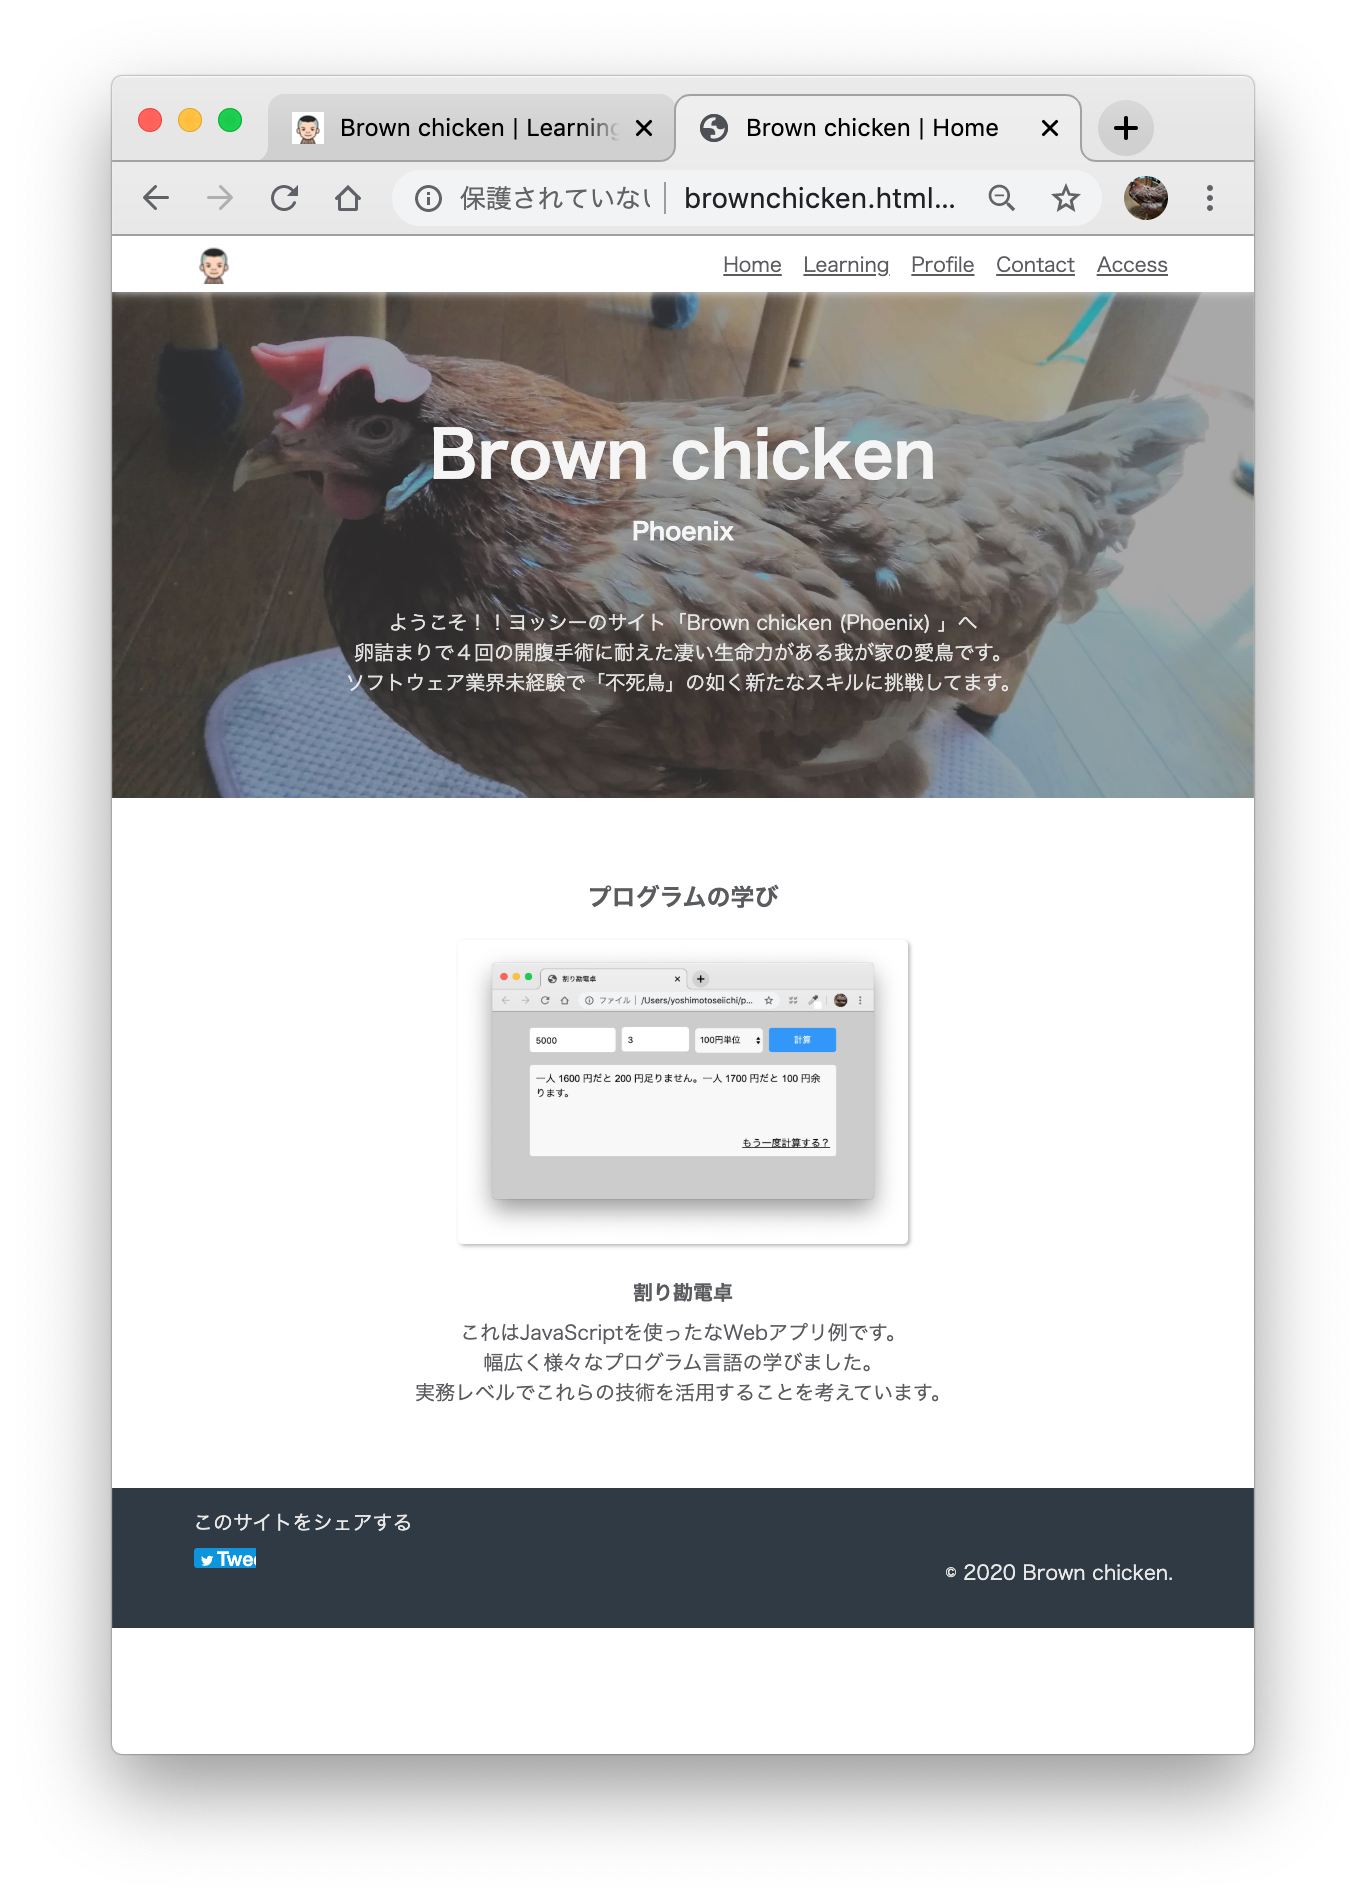 Brown chicken | Learning
Brown chicken | Home
保護されていない
brownchicken.html...
Home Learning Profile Contact Access
Brown chicken
Phoenix
ようこそ！！ヨッシーのサイト「Brown chicken (Phoenix) 」へ
卵詰まりで４回の開腹手術に耐えた凄い生命力がある我が家の愛鳥です。
ソフトウェア業界未経験で「不死鳥」の如く新たなスキルに挑戦してます。
プログラムの学び
割り勘電卓
ファイル | /Users/yoshimotoseiichi/p...
5000 3 100円単位 計算
一人 1600 円だと 200 円足りません。一人 1700 円だと 100 円余
ります。
もう一度計算する？
割り勘電卓
これはJavaScriptを使ったなWebアプリ例です。
幅広く様々なプログラム言語の学びました。
実務レベルでこれらの技術を活用することを考えています。
このサイトをシェアする
Twee
© 2020 Brown chicken.